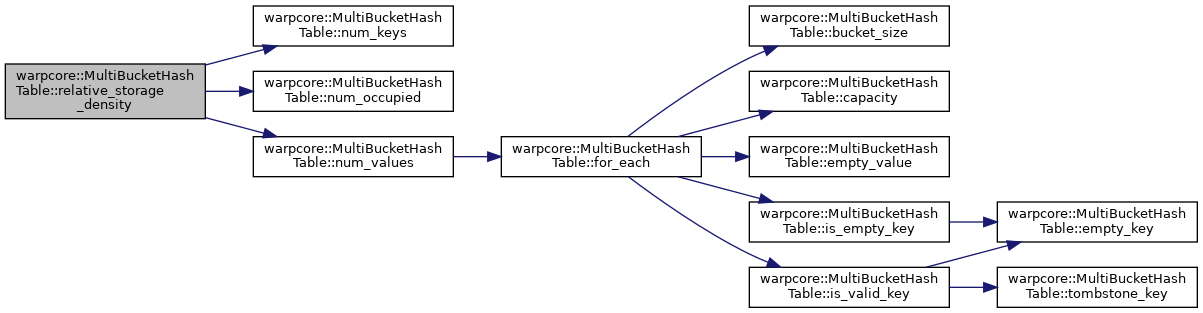 warpcore::MultiBucketHash
Table::relative_storage
_density
warpcore::MultiBucketHash
Table::num_keys
warpcore::MultiBucketHash
Table::num_occupied
warpcore::MultiBucketHash
Table::num_values
warpcore::MultiBucketHash
Table::for_each
warpcore::MultiBucketHash
Table::bucket_size
warpcore::MultiBucketHash
Table::capacity
warpcore::MultiBucketHash
Table::empty_value
warpcore::MultiBucketHash
Table::is_empty_key
warpcore::MultiBucketHash
Table::is_valid_key
warpcore::MultiBucketHash
Table::empty_key
warpcore::MultiBucketHash
Table::tombstone_key